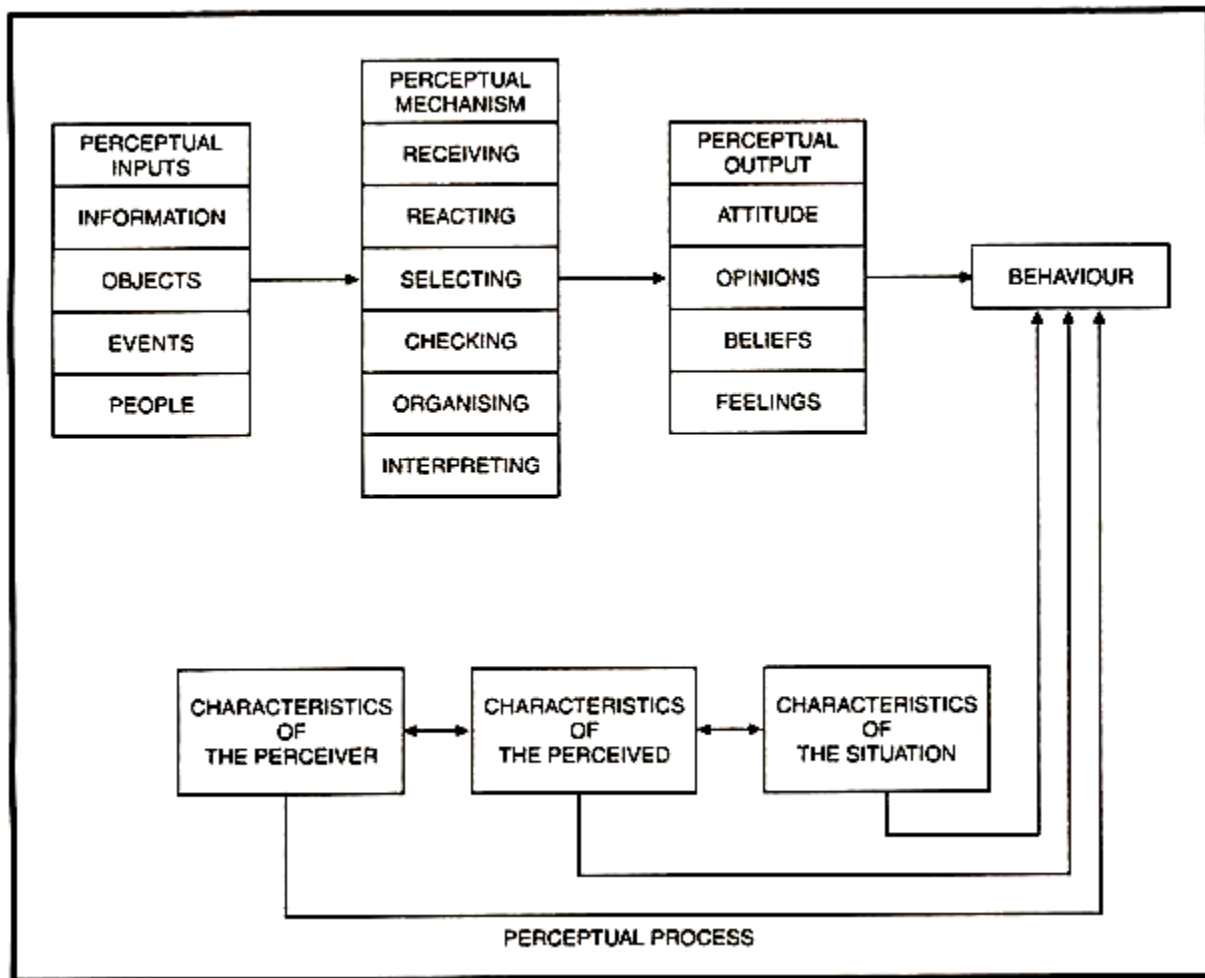 PERCEPTUAL
INPUTS
INFORMATION
OBJECTS
EVENTS
PEOPLE
PERCEPTUAL
MECHANISM
RECEIVING
REACTING
SELECTING
CHECKING
ORGANISING
INTERPRETING
PERCEPTUAL
OUTPUT
ATTITUDE
OPINIONS
BELIEFS
FEELINGS
BEHAVIOUR
CHARACTERISTICS
OF
THE PERCEIVER
CHARACTERISTICS
OF
THE PERCEIVED
CHARACTERISTICS
OF
THE SITUATION
PERCEPTUAL PROCESS